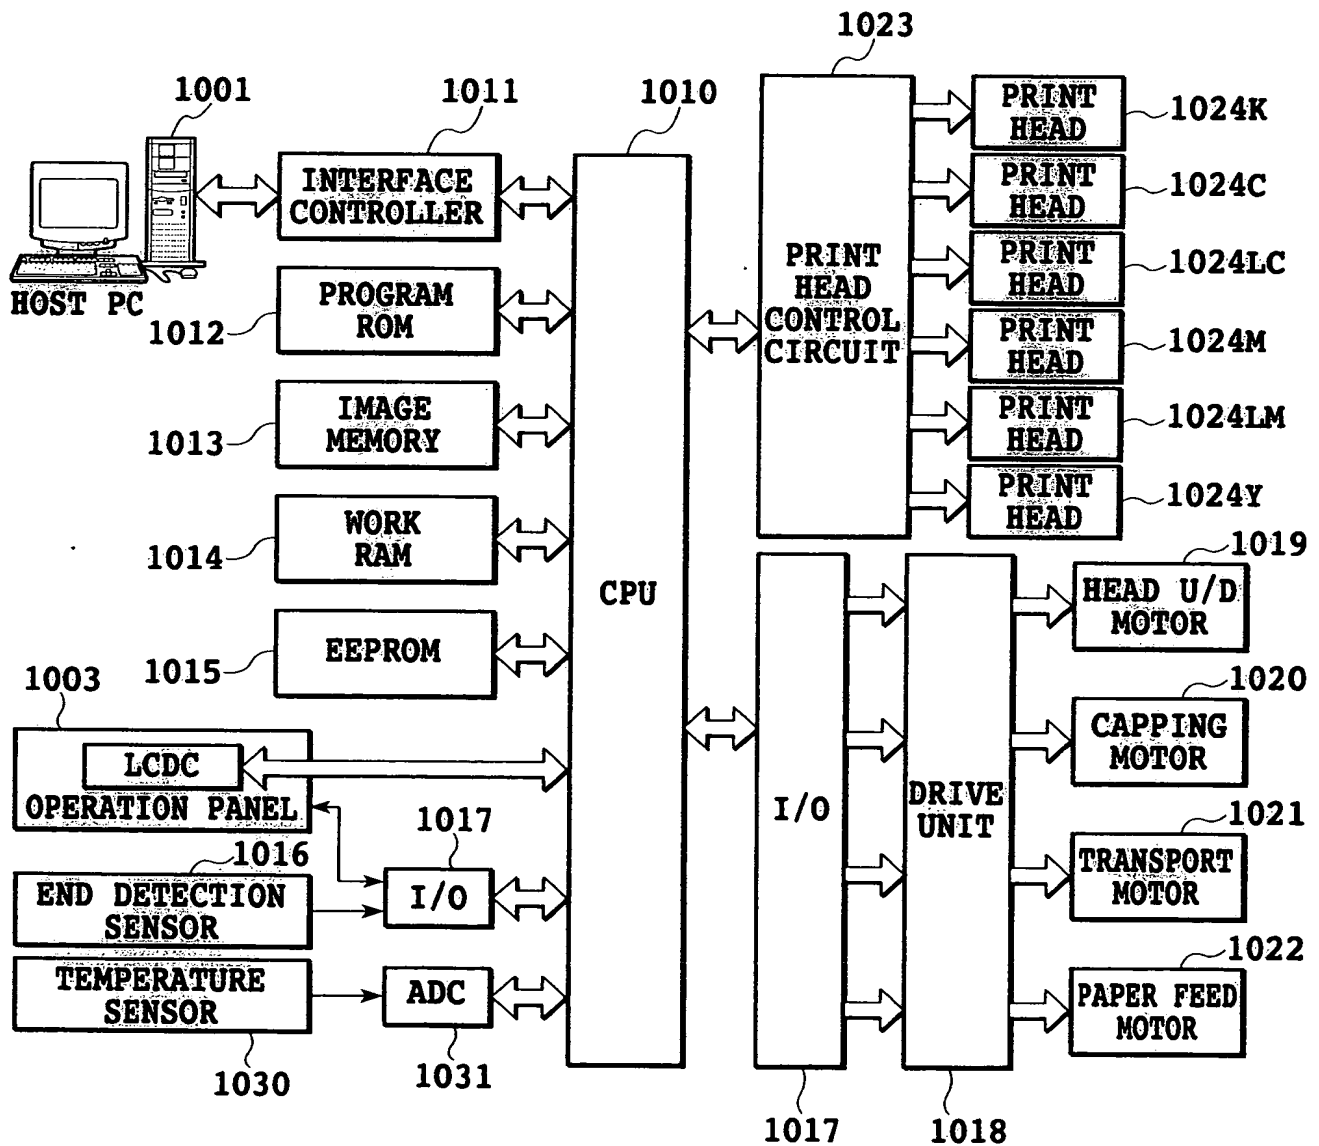 1023
1001
1011
1010
PRINT
HEAD
1024K
INTERFACE
CONTROLLER
PRINT
HEAD
1024C
HOST PC
PROGRAM
ROM
1012
PRINT
HEAD
CONTROL
CIRCUIT
PRINT
HEAD
1024LC
PRINT
HEAD
1024M
IMAGE
MEMORY
1013
PRINT
HEAD
1024LM
PRINT
HEAD
1024Y
WORK
RAM
1014
CPU
1019
HEAD U/D
MOTOR
EEPROM
1015
1003
LCDC
OPERATION PANEL
1020
CAPPING
MOTOR
I/O
DRIVE
UNIT
1017
1021
TRANSPORT
MOTOR
1016
END DETECTION
SENSOR
I/O
TEMPERATURE
SENSOR
ADC
1022
PAPER FEED
MOTOR
1030
1031
1017
1018